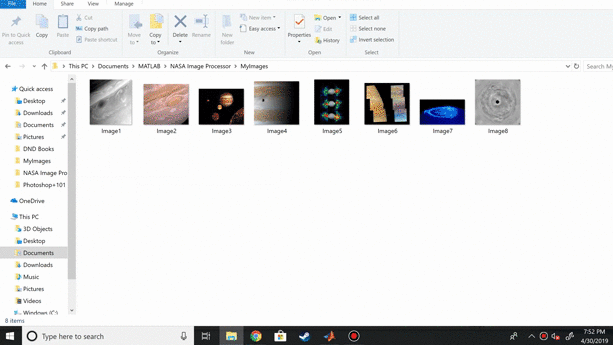 File Home Share View Manage
Pin to Quick access
Copy
Paste
Cut
Copy path
Paste shortcut
Move to
Copy to
Delete
Rename
New folder
New item
Easy access
Properties
Open
Edit
History
Select all
Select none
Invert selection
Clipboard Organize New Open Select
This PC > Documents > MATLAB > NASA Image Processor > MyImages
Search My
Quick access
Desktop
Downloads
Documents
Pictures
DND Books
MyImages
NASA Image Pro
Photoshop+101
OneDrive
This PC
3D Objects
Desktop
Documents
Downloads
Music
Pictures
Videos
Windows (C:)
Image1 Image2 Image3 Image4 Image5 Image6 Image7 Image8
8 items
Type here to search
7:52 PM
4/30/2019